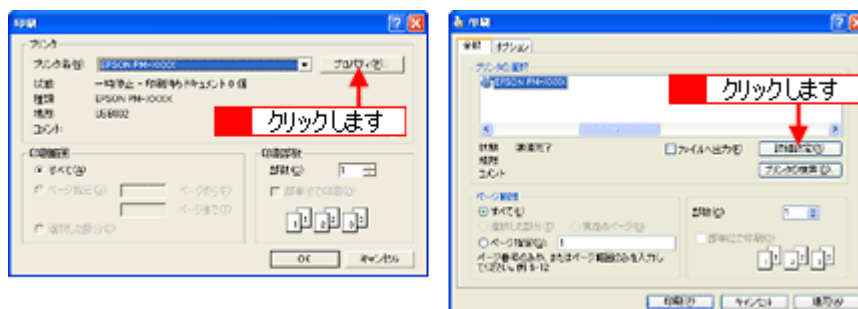 印刷
プリンタ
プリンタ名(N): EPSON PM-XXXX プロパティ(P)...
状態 一時停止 - 印刷待ちドキュメント 0 個
種類 EPSON PM-XXXX
場所 USB002
コメント
クリックします
印刷範囲
すべて(A)
ページ指定(G) ページから(F)
ページまで(T)
選択した部分(S)
印刷部数
部数(C): 1
部単位で印刷(O)
OK キャンセル
印刷
全般 オプション
プリンタの選択
EPSON PM-XXXX
クリックします
状態 準備完了
場所
コメント
ファイルへ出力(F) 詳細設定(R)
プリンタの検索(D)...
ページ範囲
すべて(L)
選択した部分(T) 現在のページ(U)
ページ指定(G): 1
ページ番号のみか、またはページ範囲のみを入力してください。例 5-12
部数(C): 1
部単位で印刷(O)
印刷(P) キャンセル 適用(A)